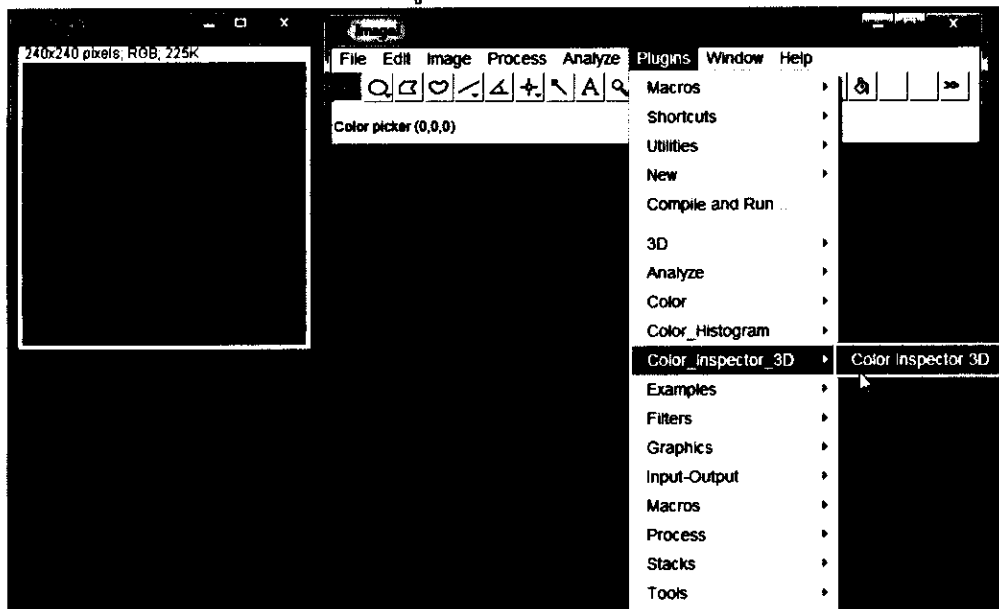 ImageJ
240x240 pixels; RGB; 225K
File Edit Image Process Analyze Plugins Window Help
A
Color picker (0,0,0)
Macros
Shortcuts
Utilities
New
Compile and Run ...
3D
Analyze
Color
Color_Histogram
Color_Inspector_3D
Color Inspector 3D
Examples
Filters
Graphics
Input-Output
Macros
Process
Stacks
Tools